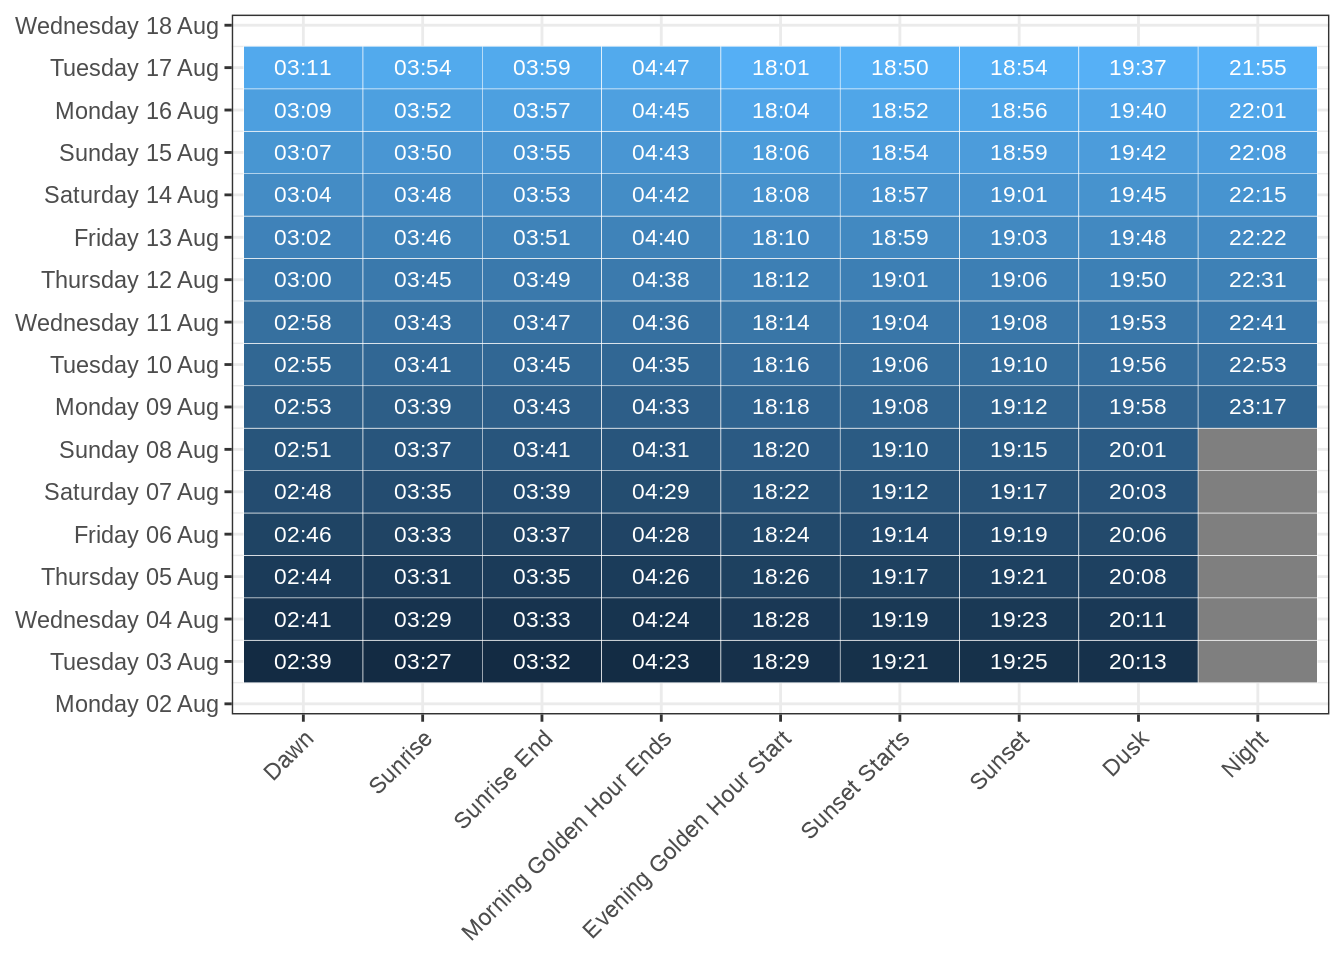 Wednesday 18 Aug
Tuesday 17 Aug 03:11 03:54 03:59 04:47 18:01 18:50 18:54 19:37 21:55
Monday 16 Aug 03:09 03:52 03:57 04:45 18:04 18:52 18:56 19:40 22:01
Sunday 15 Aug 03:07 03:50 03:55 04:43 18:06 18:54 18:59 19:42 22:08
Saturday 14 Aug 03:04 03:48 03:53 04:42 18:08 18:57 19:01 19:45 22:15
Friday 13 Aug 03:02 03:46 03:51 04:40 18:10 18:59 19:03 19:48 22:22
Thursday 12 Aug 03:00 03:45 03:49 04:38 18:12 19:01 19:06 19:50 22:31
Wednesday 11 Aug 02:58 03:43 03:47 04:36 18:14 19:04 19:08 19:53 22:41
Tuesday 10 Aug 02:55 03:41 03:45 04:35 18:16 19:06 19:10 19:56 22:53
Monday 09 Aug 02:53 03:39 03:43 04:33 18:18 19:08 19:12 19:58 23:17
Sunday 08 Aug 02:51 03:37 03:41 04:31 18:20 19:10 19:15 20:01
Saturday 07 Aug 02:48 03:35 03:39 04:29 18:22 19:12 19:17 20:03
Friday 06 Aug 02:46 03:33 03:37 04:28 18:24 19:14 19:19 20:06
Thursday 05 Aug 02:44 03:31 03:35 04:26 18:26 19:17 19:21 20:08
Wednesday 04 Aug 02:41 03:29 03:33 04:24 18:28 19:19 19:23 20:11
Tuesday 03 Aug 02:39 03:27 03:32 04:23 18:29 19:21 19:25 20:13
Monday 02 Aug
Dawn
Sunrise
Sunrise End
Morning Golden Hour Ends
Evening Golden Hour Start
Sunset Starts
Sunset
Dusk
Night